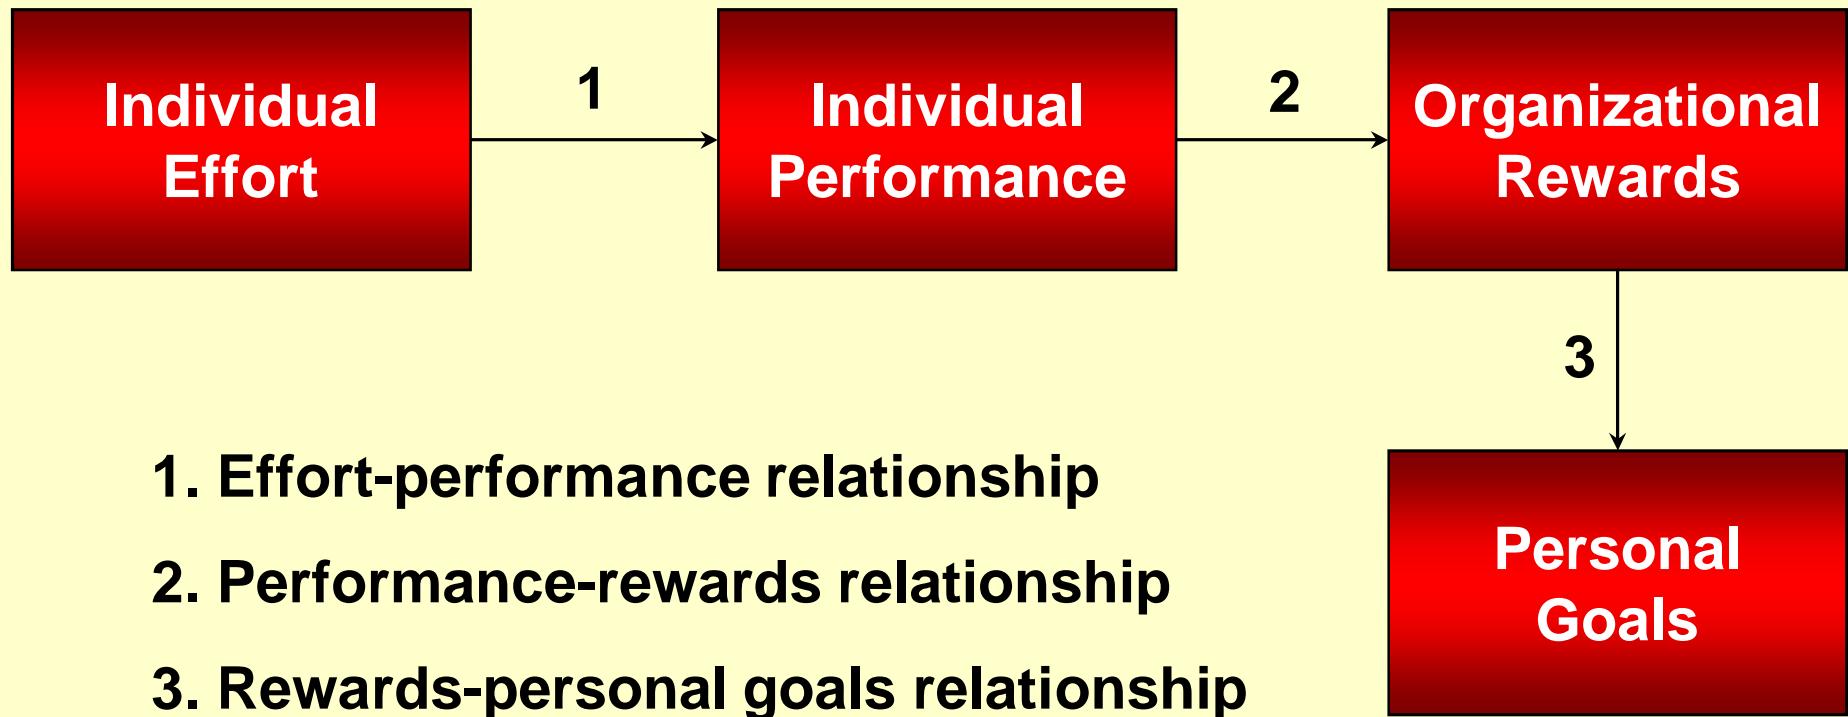 Individual
Effort
1
Individual
Performance
2
Organizational
Rewards
3
Personal
Goals
1. Effort-performance relationship
2. Performance-rewards relationship
3. Rewards-personal goals relationship